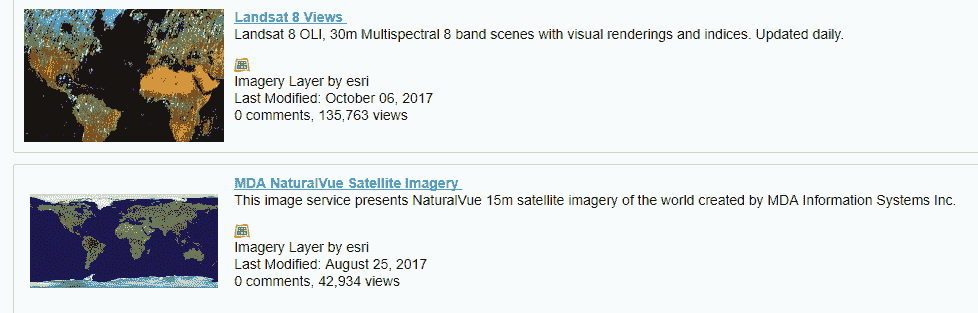 Landsat 8 Views
Landsat 8 OLI, 30m Multispectral 8 band scenes with visual renderings and indices. Updated daily.
Imagery Layer by esri
Last Modified: October 06, 2017
0 comments, 135,763 views
MDA NaturalVue Satellite Imagery
This image service presents NaturalVue 15m satellite imagery of the world created by MDA Information Systems Inc.
Imagery Layer by esri
Last Modified: August 25, 2017
0 comments, 42,934 views